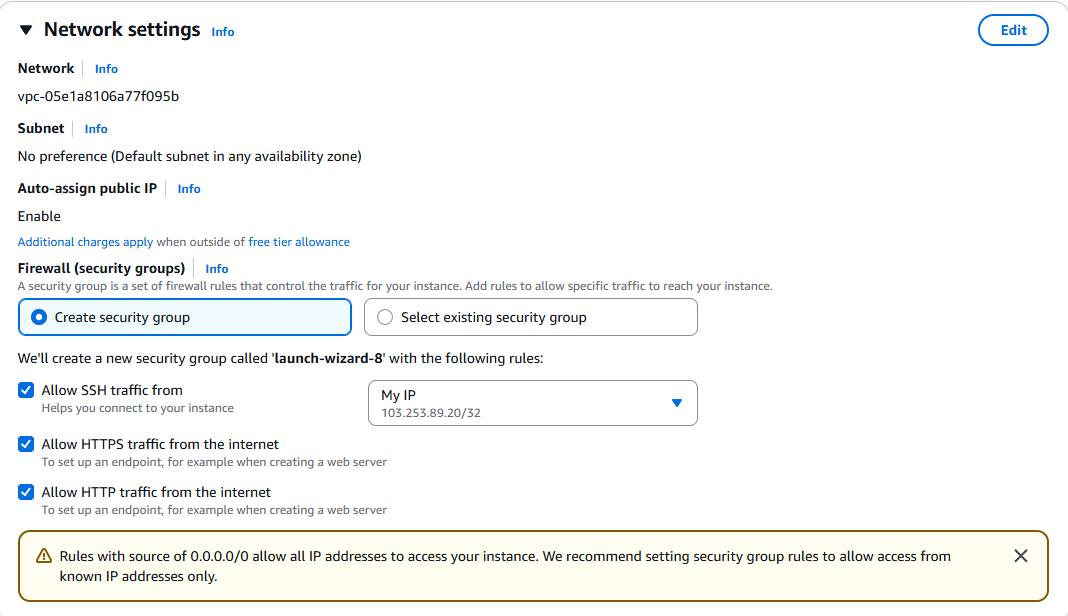 Network settings Info
Edit
Network Info
vpc-05e1a8106a77f095b
Subnet Info
No preference (Default subnet in any availability zone)
Auto-assign public IP Info
Enable
Additional charges apply when outside of free tier allowance
Firewall (security groups) Info
A security group is a set of firewall rules that control the traffic for your instance. Add rules to allow specific traffic to reach your instance.
Create security group
Select existing security group
We'll create a new security group called 'launch-wizard-8' with the following rules:
Allow SSH traffic from
Helps you connect to your instance
My IP
103.253.89.20/32
Allow HTTPS traffic from the internet
To set up an endpoint, for example when creating a web server
Allow HTTP traffic from the internet
To set up an endpoint, for example when creating a web server
Rules with source of 0.0.0.0/0 allow all IP addresses to access your instance. We recommend setting security group rules to allow access from
known IP addresses only.